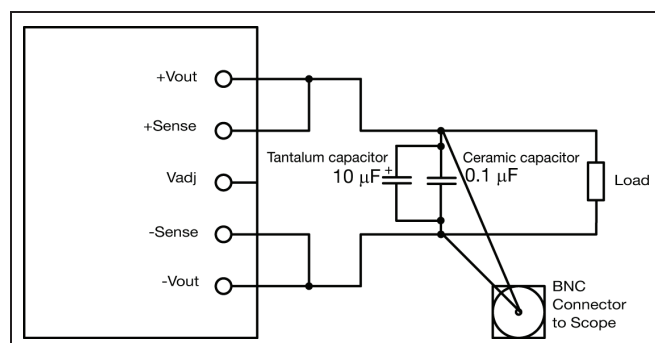 +Vout
+Sense
Vadj
-Sense
-Vout
Tantalum capacitor
10 µF+
Ceramic capacitor
0.1 µF
Load
BNC
Connector
to Scope